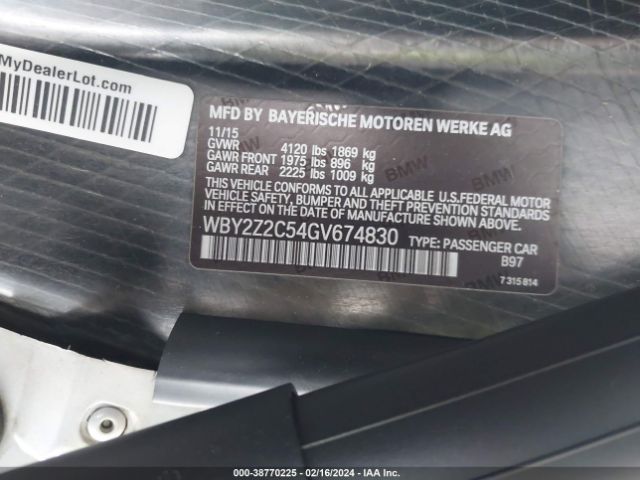 MyDealerLot.com
MFD BY BAYERISCHE MOTOREN WERKE AG
11/15
GVWR 4120 lbs 1869 kg
GAWR FRONT 1975 lbs 896 kg
GAWR REAR 2225 lbs 1009 kg
THIS VEHICLE CONFORMS TO ALL APPLICABLE U.S.FEDERAL MOTOR
VEHICLE SAFETY, BUMPER AND THEFT PREVENTION STANDARDS
IN EFFECT ON THE DATE OF MANUFACTURE SHOWN ABOVE.
WBY2Z2C54GV674830 TYPE: PASSENGER CAR
B97
7 315 814
000-38770225 - 02/16/2024 - IAA Inc.